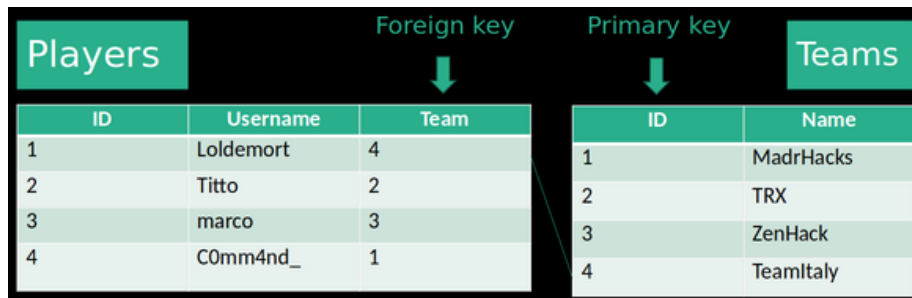 Foreign key Primary key
Players Teams
ID Username Team
1 Loldemort 4
2 Titto 2
3 marco 3
4 C0mm4nd_ 1
ID Name
1 MadrHacks
2 TRX
3 ZenHack
4 TeamItaly